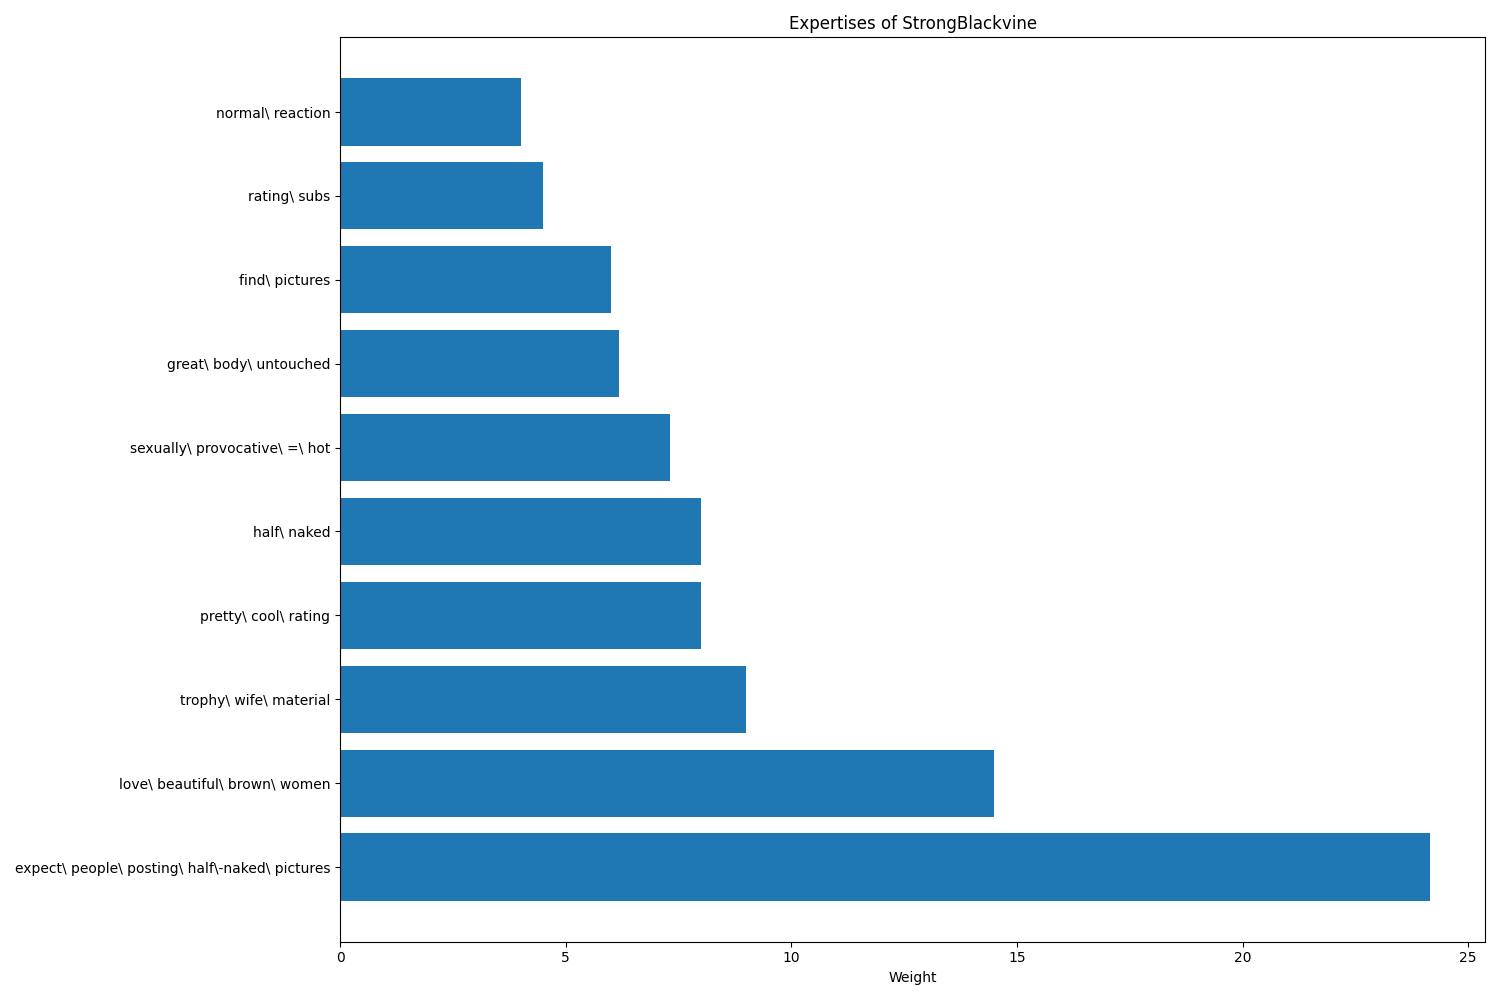 Expertises of StrongBlackvine
normal\ reaction
rating\ subs
find\ pictures
great\ body\ untouched
sexually\ provocative\ =\ hot
half\ naked
pretty\ cool\ rating
trophy\ wife\ material
love\ beautiful\ brown\ women
expect\ people\ posting\ half\-naked\ pictures
0 5 10 15 20 25
Weight